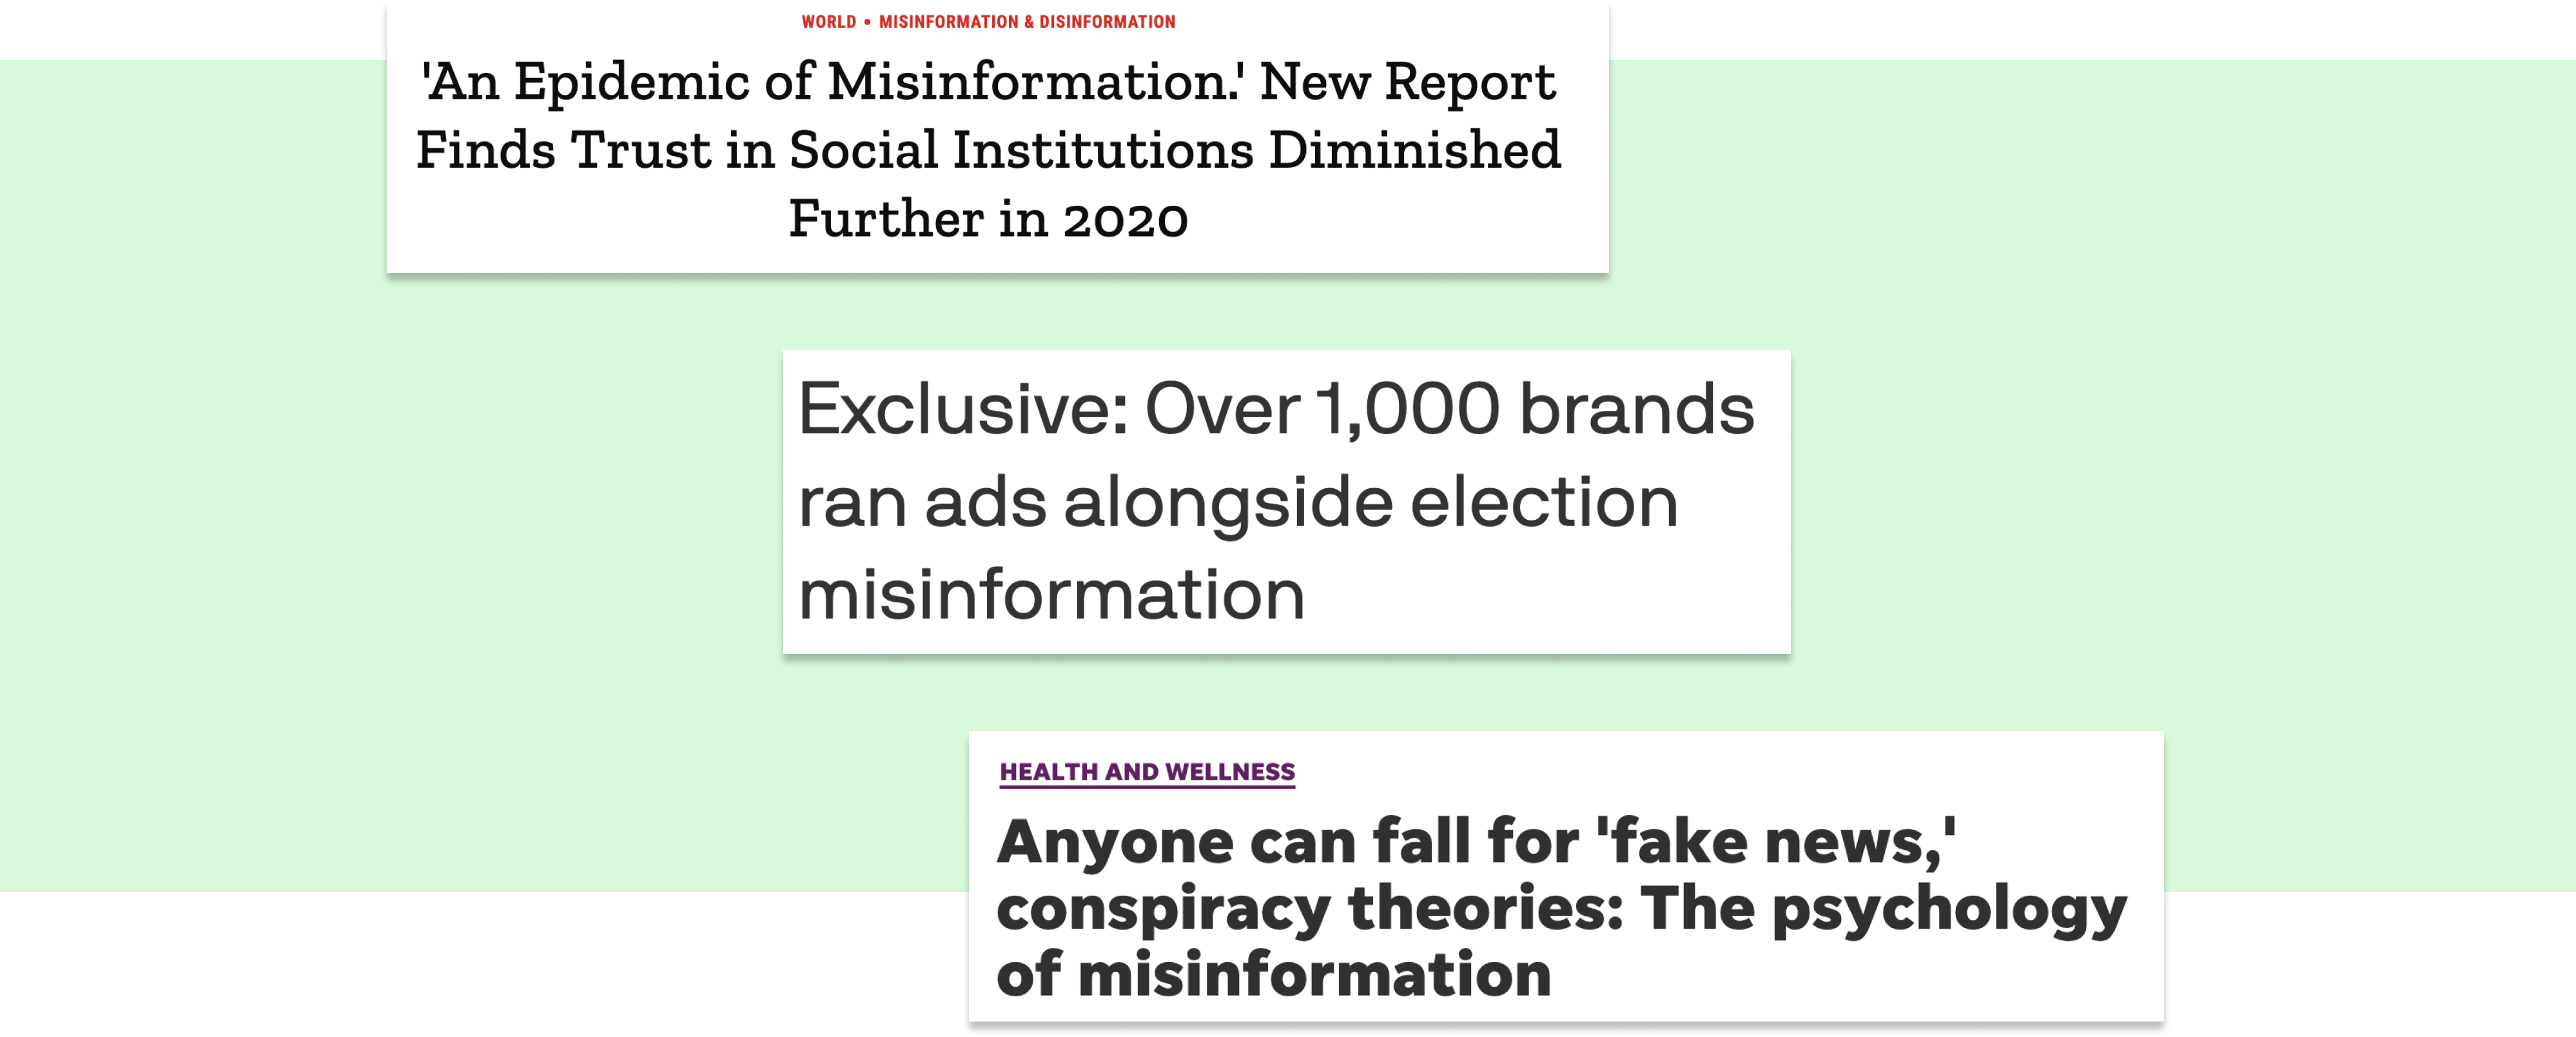 WORLD • MISINFORMATION & DISINFORMATION
'An Epidemic of Misinformation.' New Report
Finds Trust in Social Institutions Diminished
Further in 2020
Exclusive: Over 1,000 brands
ran ads alongside election
misinformation
HEALTH AND WELLNESS
Anyone can fall for 'fake news,'
conspiracy theories: The psychology
of misinformation